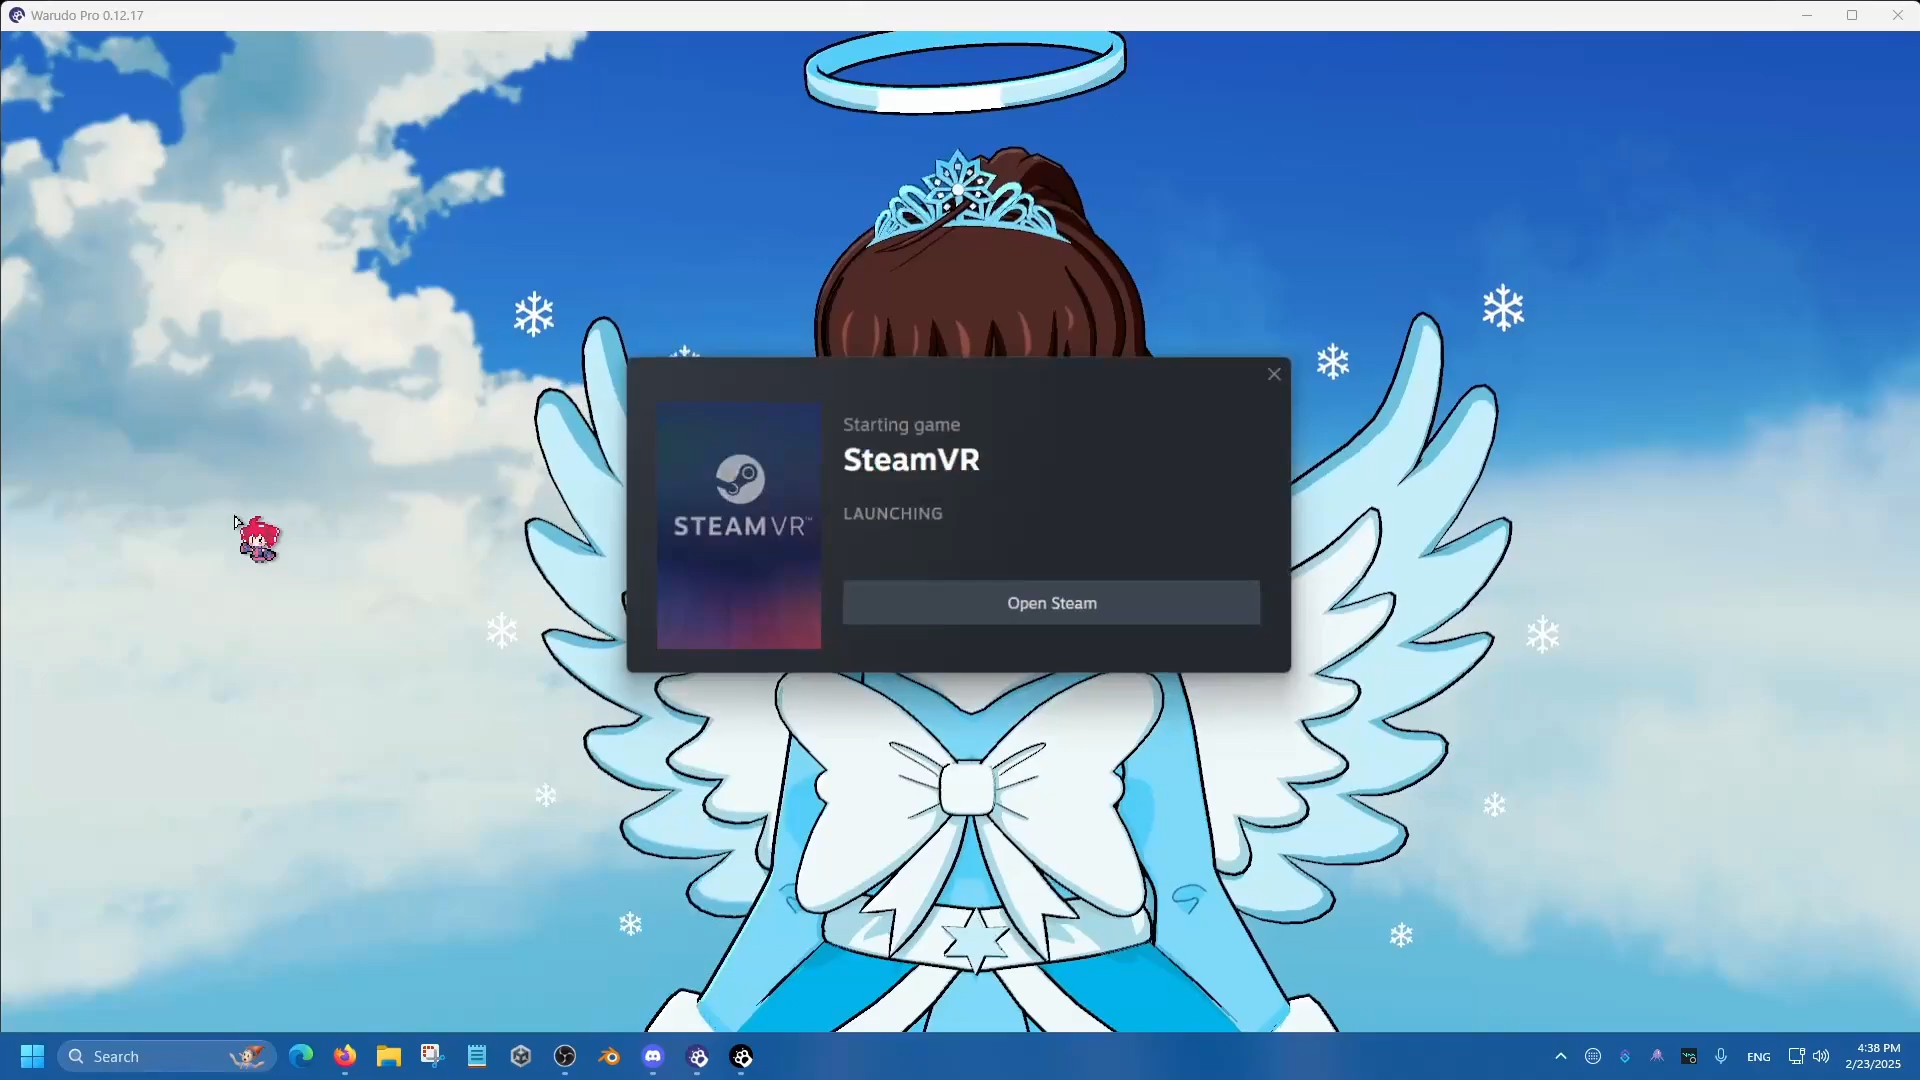 Warudo Pro 0.12.17
Starting game
SteamVR
STEAMVR™
LAUNCHING
Open Steam
Search
ENG
4:38 PM
2/23/2025